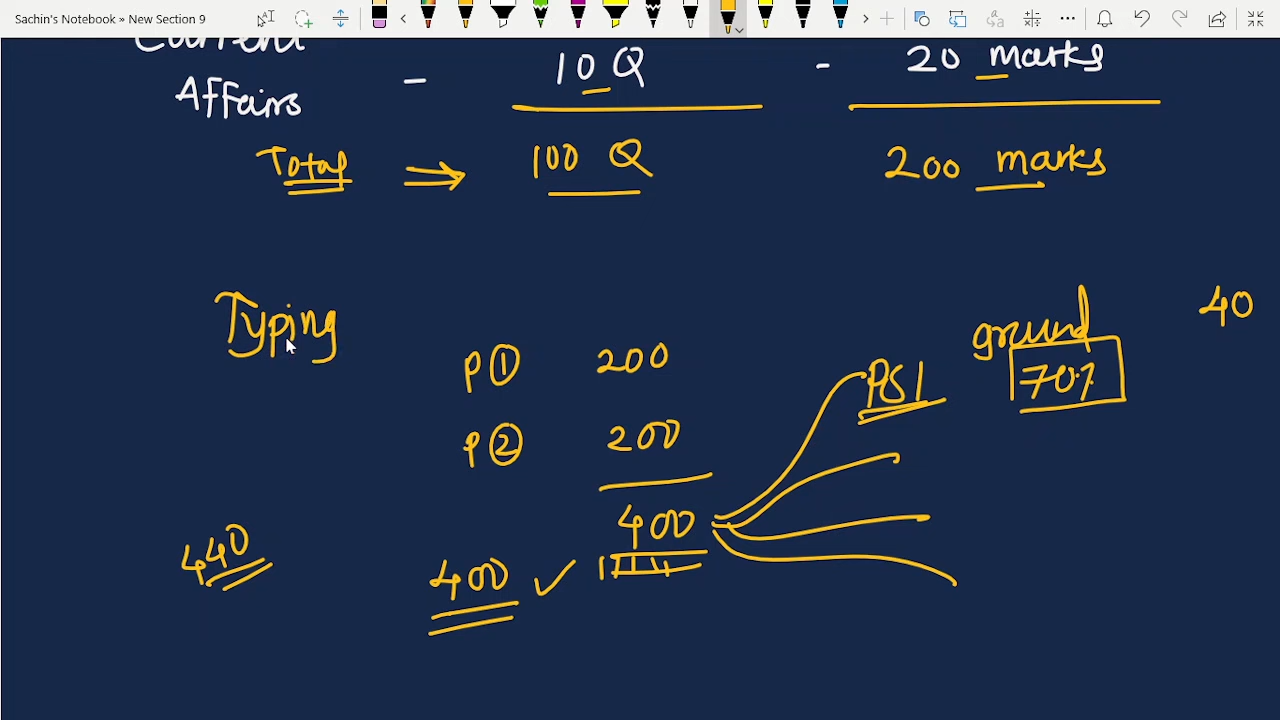 Sachin's Notebook » New Section 9
Current
Affairs - 10 Q - 20 marks
Total ⇒ 100 Q 200 marks
Typing
P① 200
P② 200
400
PSI
ground
70%
40
440
400 ✓